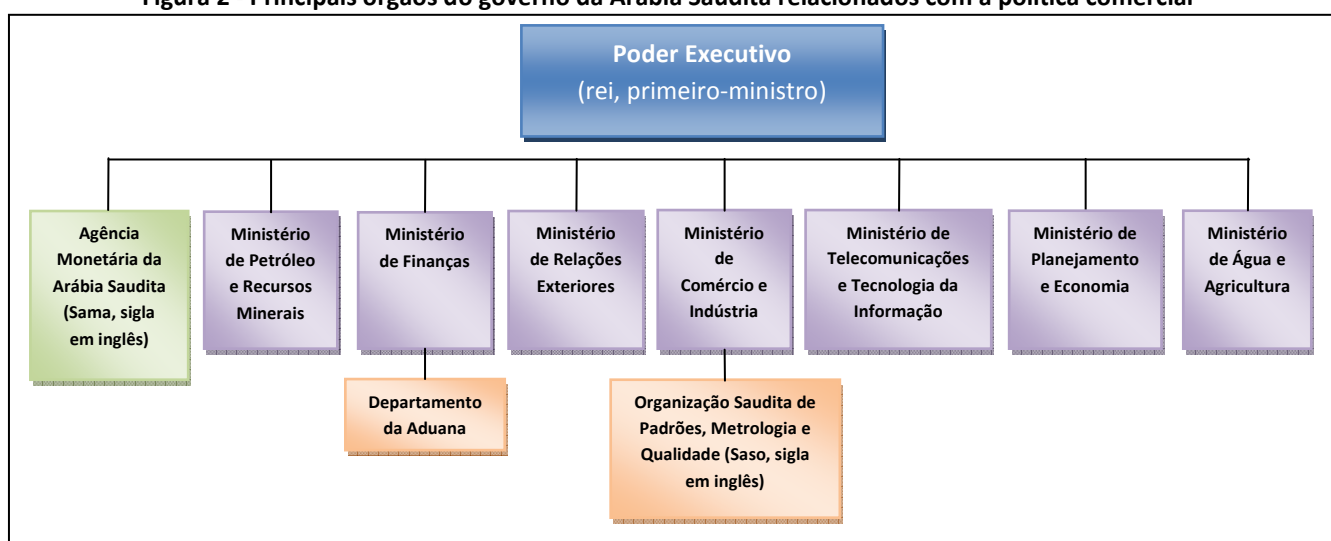 Figura 2 - Principais órgãos do governo da Arábia Saudita relacionados com a política comercial
Poder Executivo
(rei, primeiro-ministro)
Agência
Monetária da
Arábia Saudita
(Sama, sigla
em inglês)
Ministério
de Petróleo
e Recursos
Minerais
Ministério
de Finanças
Ministério
de Relações
Exteriores
Ministério
de
Comércio e
Indústria
Ministério de
Telecomunicações
e Tecnologia da
Informação
Ministério de
Planejamento
e Economia
Ministério
de Água e
Agricultura
Departamento
da Aduana
Organização Saudita de
Padrões, Metrologia e
Qualidade (Saso, sigla
em inglês)